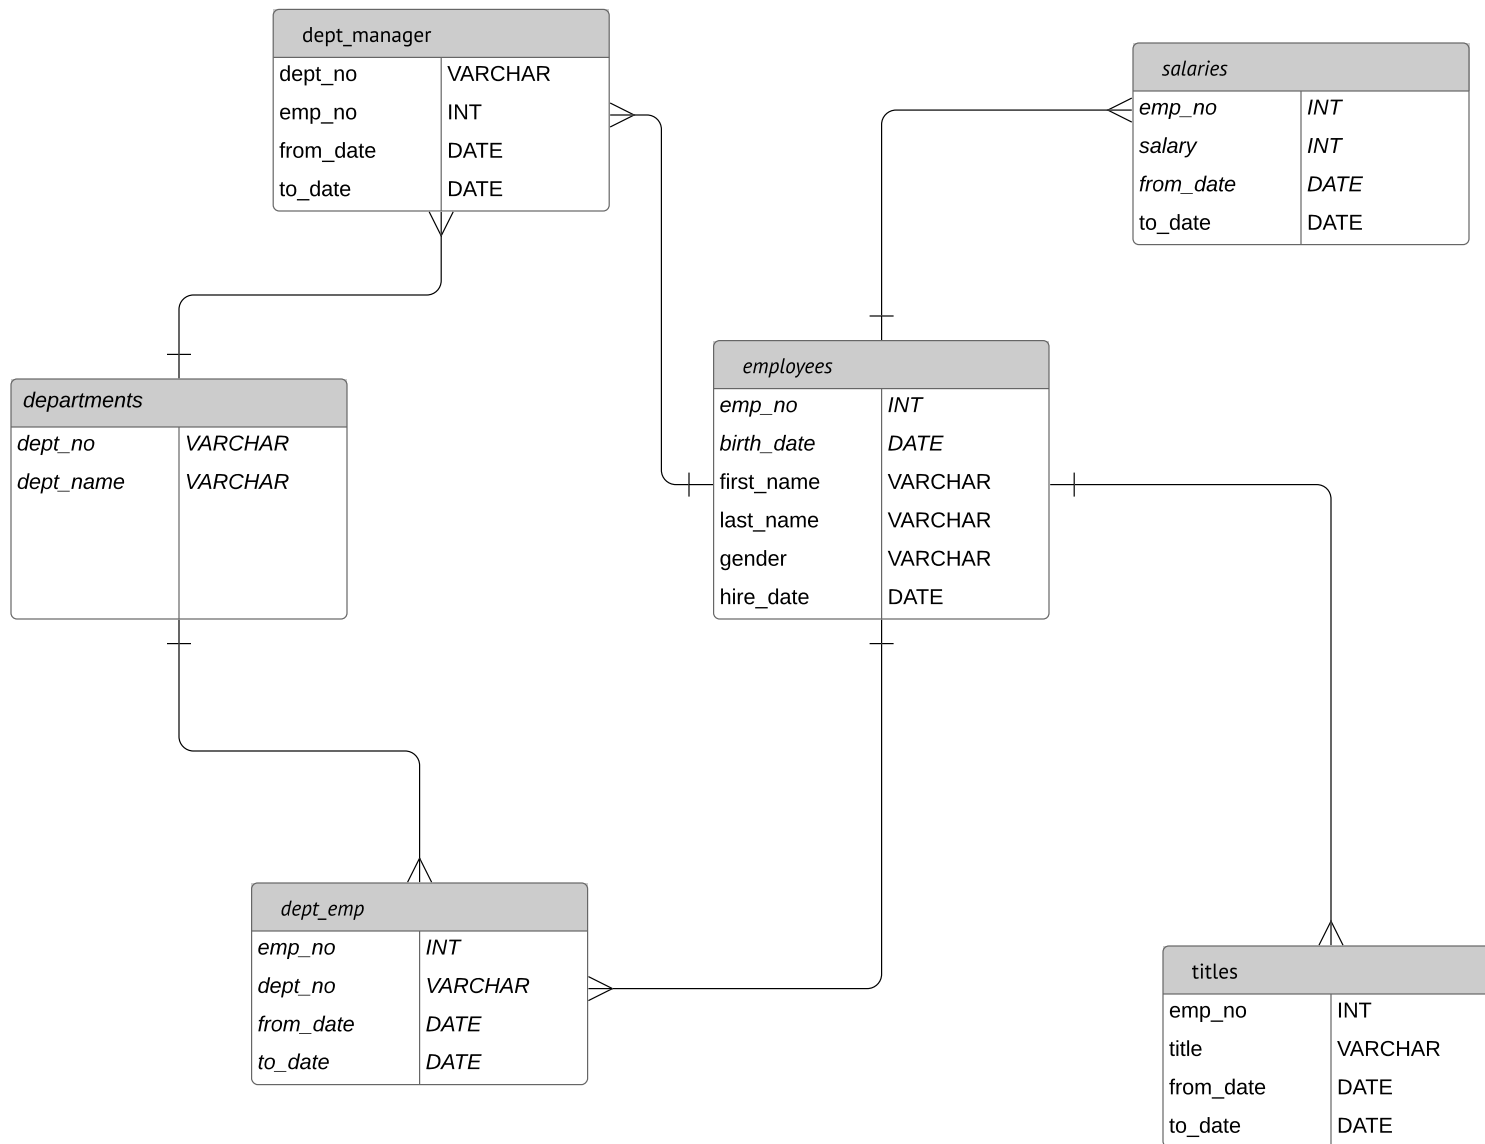 dept_manager
dept_no VARCHAR
emp_no INT
from_date DATE
to_date DATE
salaries
emp_no INT
salary INT
from_date DATE
to_date DATE
departments
dept_no VARCHAR
dept_name VARCHAR
employees
emp_no INT
birth_date DATE
first_name VARCHAR
last_name VARCHAR
gender VARCHAR
hire_date DATE
dept_emp
emp_no INT
dept_no VARCHAR
from_date DATE
to_date DATE
titles
emp_no INT
title VARCHAR
from_date DATE
to_date DATE